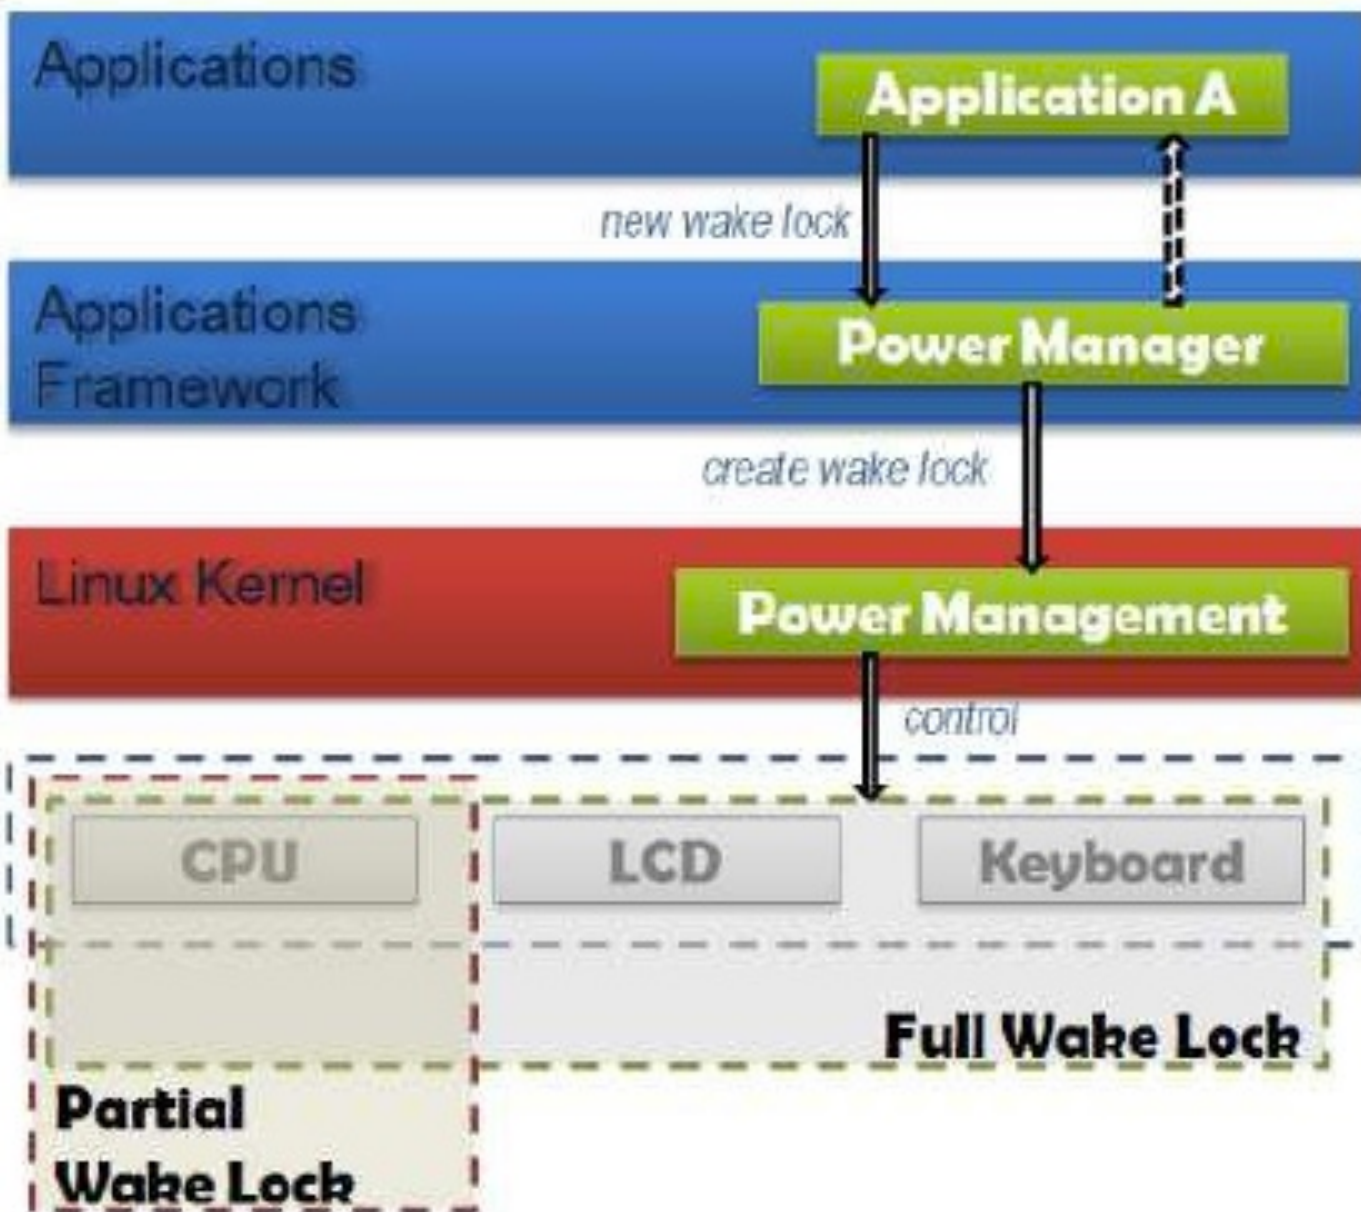 Applications
Application A
new wake lock
Applications
Framework
Power Manager
create wake lock
Linux Kernel
Power Management
control
CPU
LCD
Keyboard
Full Wake Lock
Partial
Wake Lock